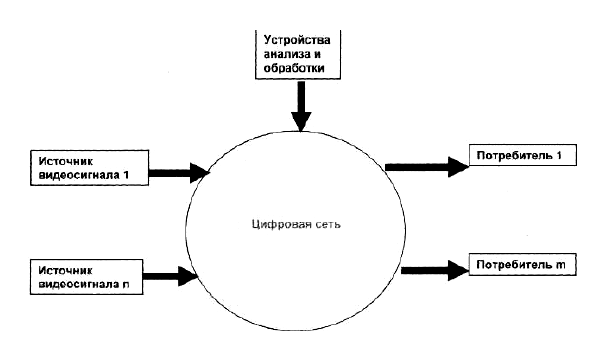 Устройства
анализа и
обработки
Источник
видеосигнала 1
Потребитель 1
Цифровая сеть
Источник
видеосигнала n
Потребитель m